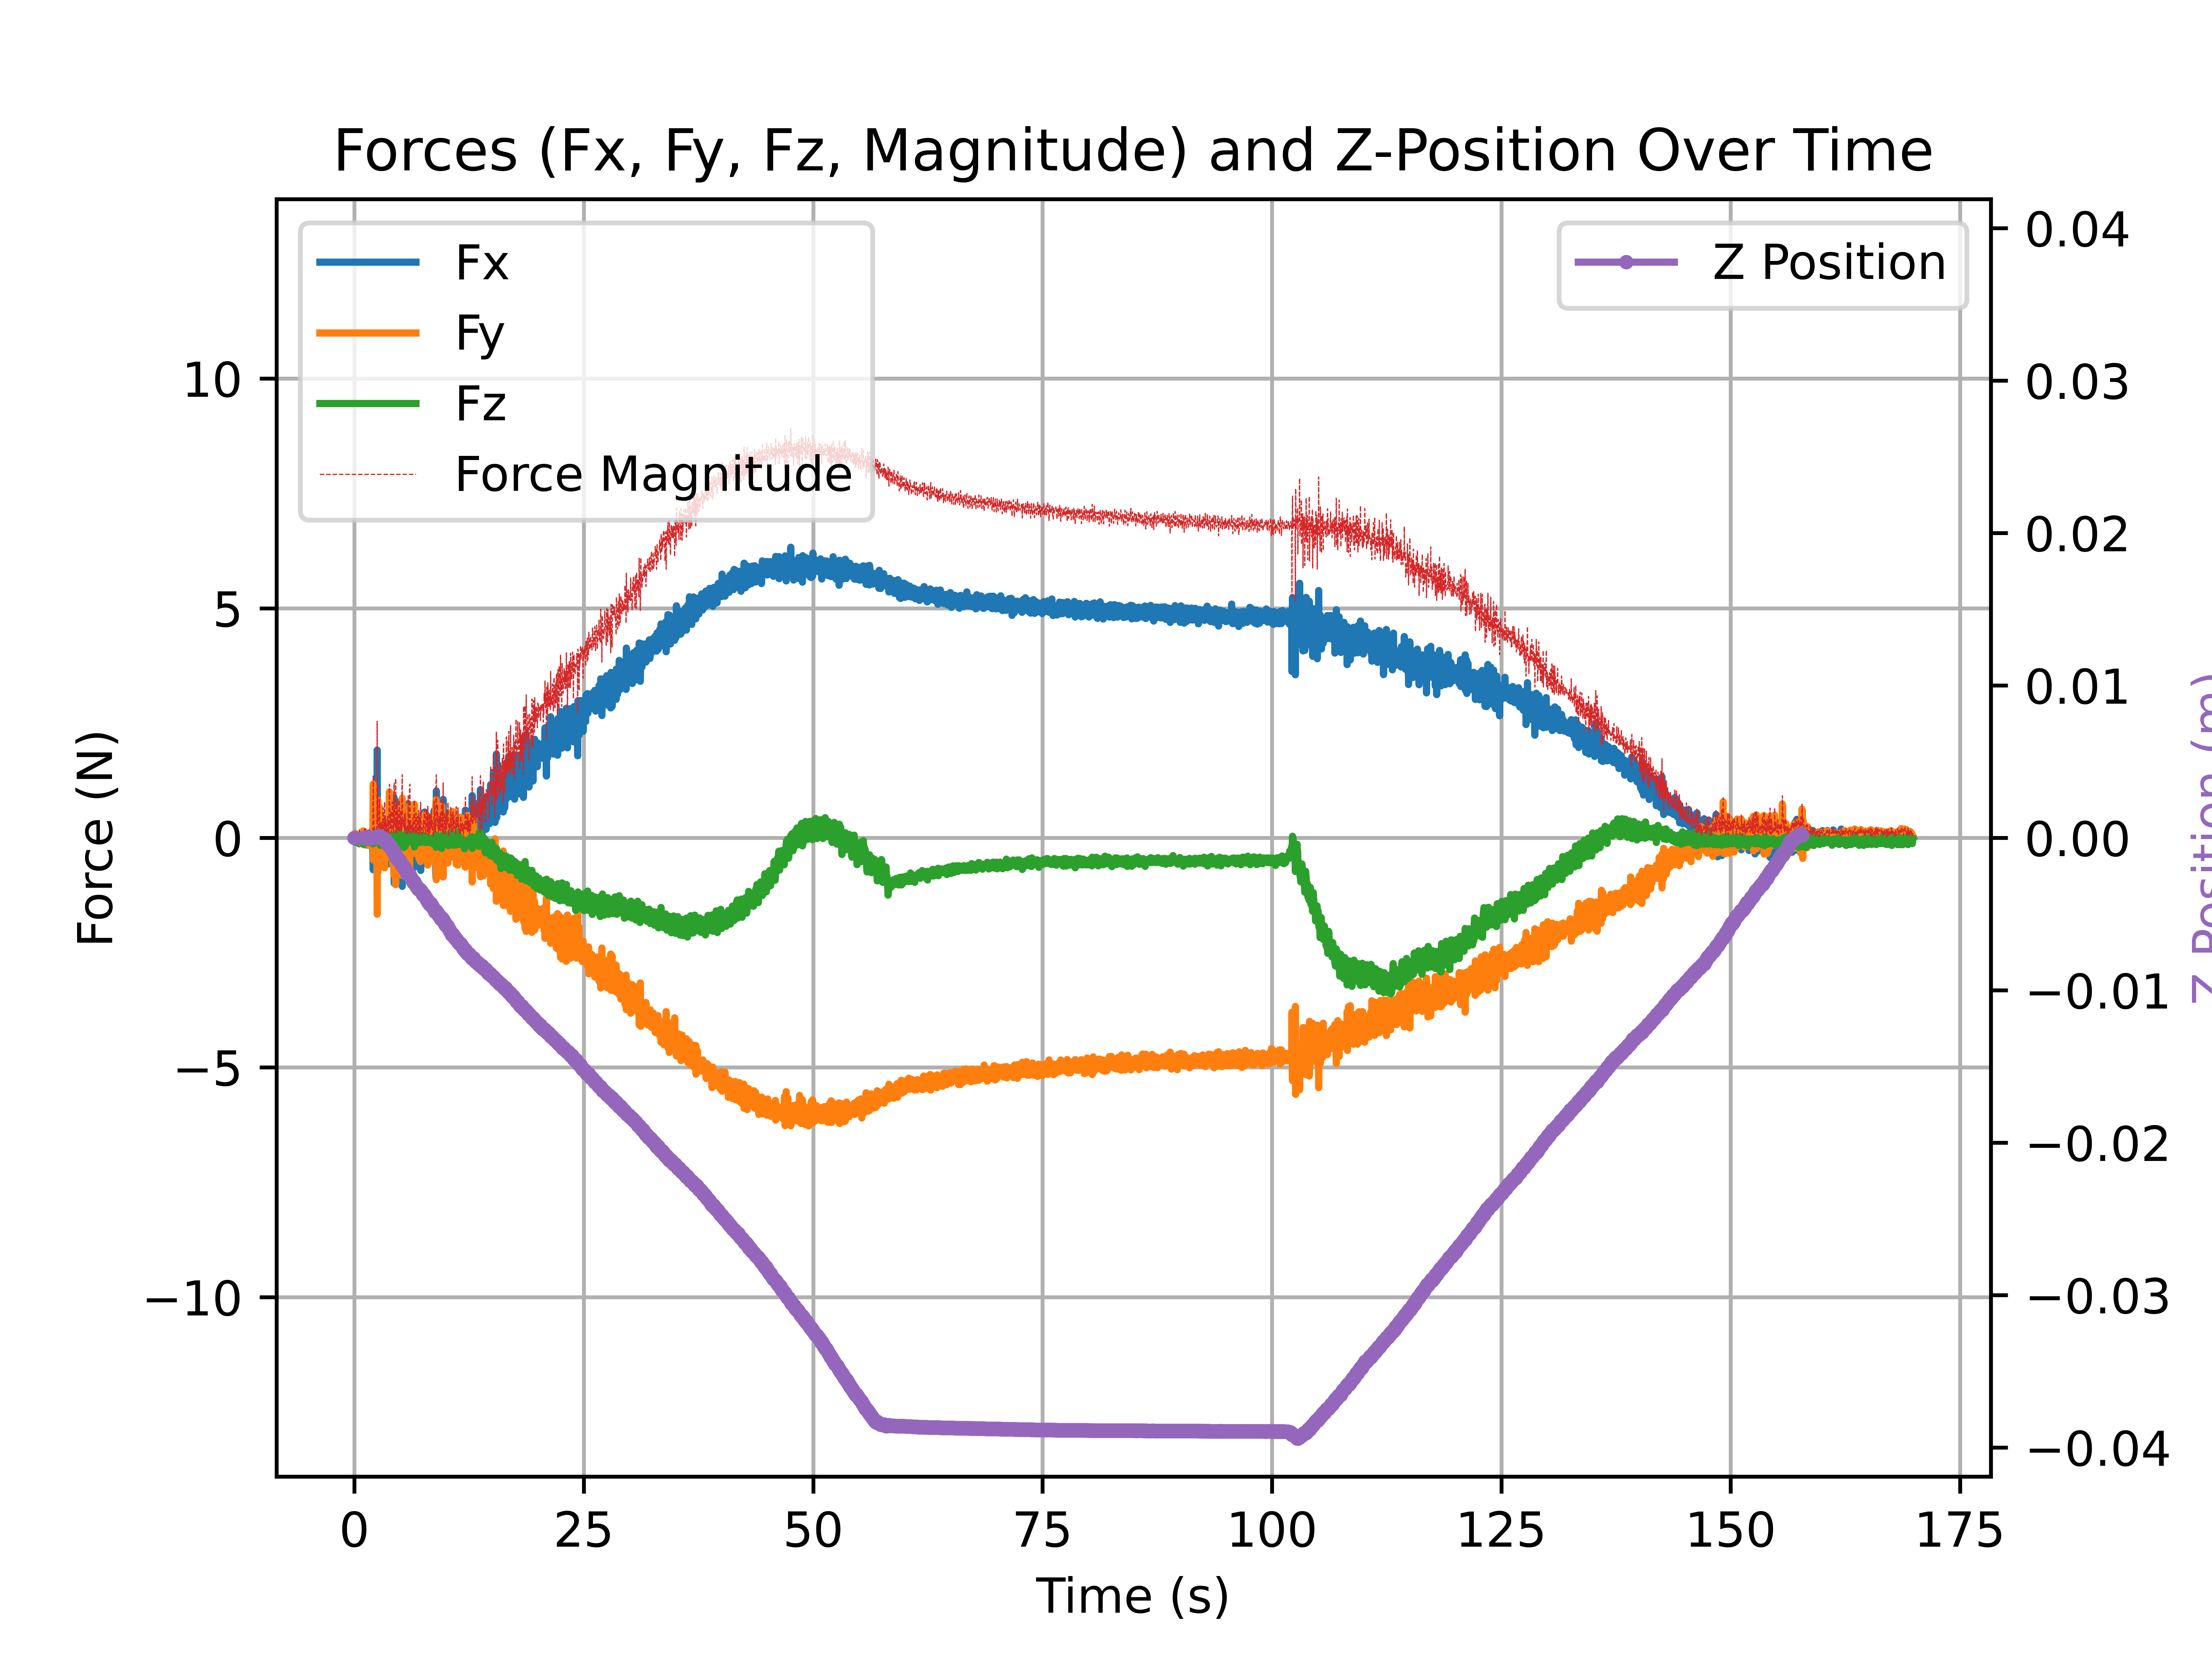 Forces (Fx, Fy, Fz, Magnitude) and Z-Position Over Time
Fx
Fy
Fz
Force Magnitude
Z Position
10
5
0
−5
−10
Force (N)
0.04
0.03
0.02
0.01
0.00
−0.01
−0.02
−0.03
−0.04
Z Position (m)
0 25 50 75 100 125 150 175
Time (s)